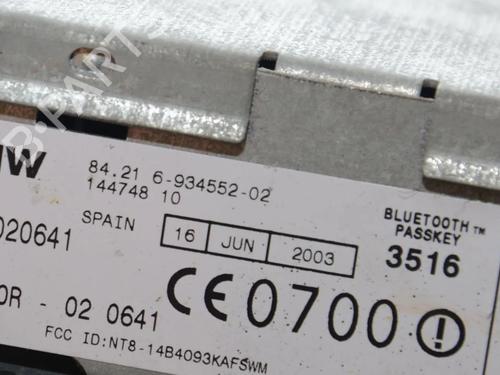 84.21 6-934552-02
144748 10
SPAIN 16 JUN 2003
BLUETOOTH™
PASSKEY
3516
020641
CE0700
- 02 0641
FCC ID:NT8-14B4093KAFSWM